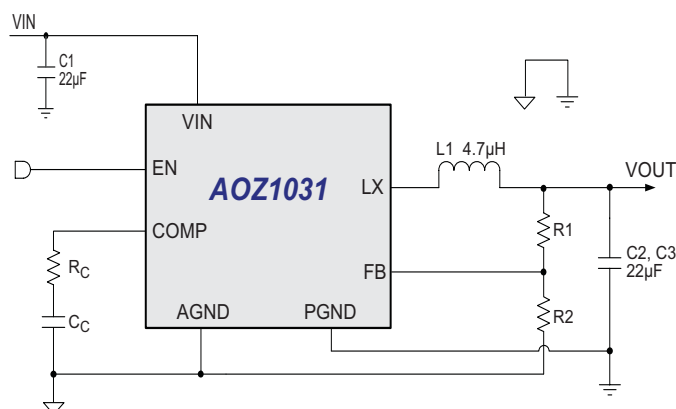 VIN
C1
22µF
VIN
L1 4.7µH
EN
AOZ1031
LX
VOUT
COMP
R1
RC
FB
C2, C3
22µF
CC
AGND
PGND
R2